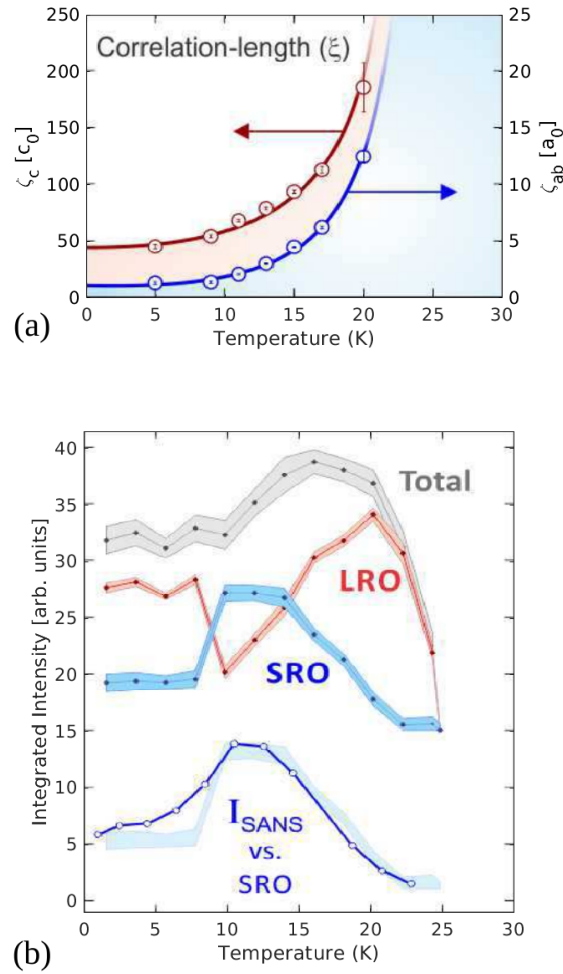 Correlation-length (ξ)
250
200
150
100
50
0
ζc [c0]
25
20
15
10
5
0
ζab [a0]
0 5 10 15 20 25 30
Temperature (K)
(a)
40
35
30
25
20
15
10
5
0
Integrated Intensity [arb. units]
Total
LRO
SRO
ISANS
vs.
SRO
0 5 10 15 20 25 30
Temperature (K)
(b)